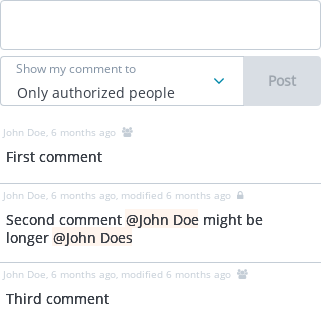 Show my comment to
Only authorized people
Post
John Doe, 6 months ago
First comment
John Doe, 6 months ago, modified 6 months ago
Second comment @John Doe might be
longer @John Does
John Doe, 6 months ago, modified 6 months ago
Third comment